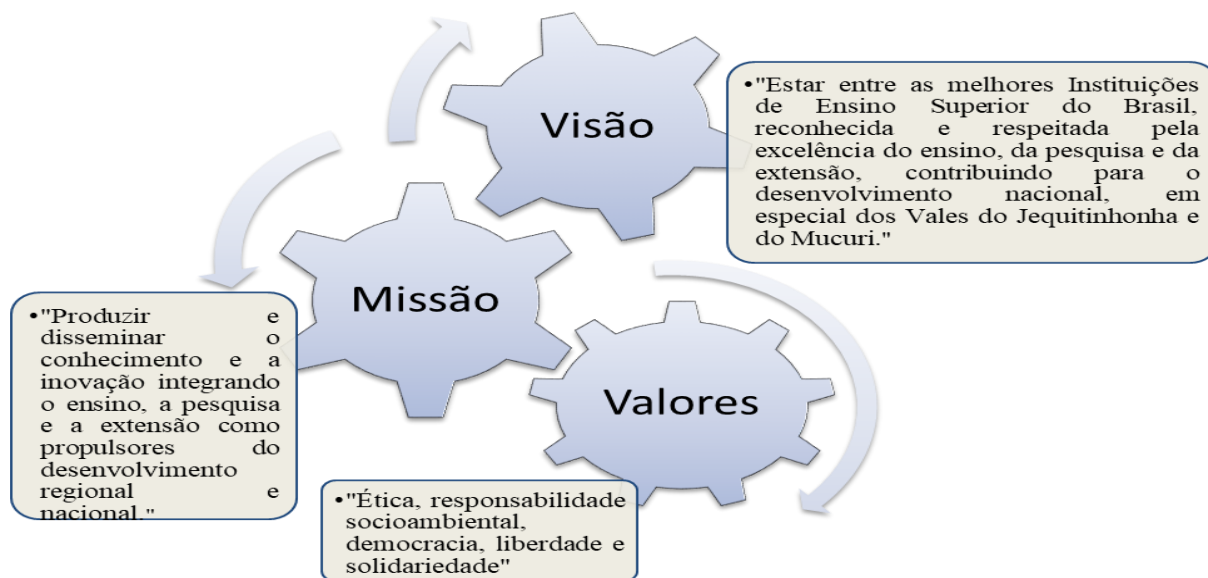 Visão
•"Estar entre as melhores Instituições
de Ensino Superior do Brasil,
reconhecida e respeitada pela
excelência do ensino, da pesquisa e da
extensão, contribuindo para o
desenvolvimento nacional, em
especial dos Vales do Jequitinhonha e
do Mucuri."
Missão
•"Produzir e
disseminar o
conhecimento e a
inovação integrando
o ensino, a pesquisa
e a extensão como
propulsores do
desenvolvimento
regional e
nacional."
Valores
•"Ética, responsabilidade
socioambiental,
democracia, liberdade e
solidariedade"